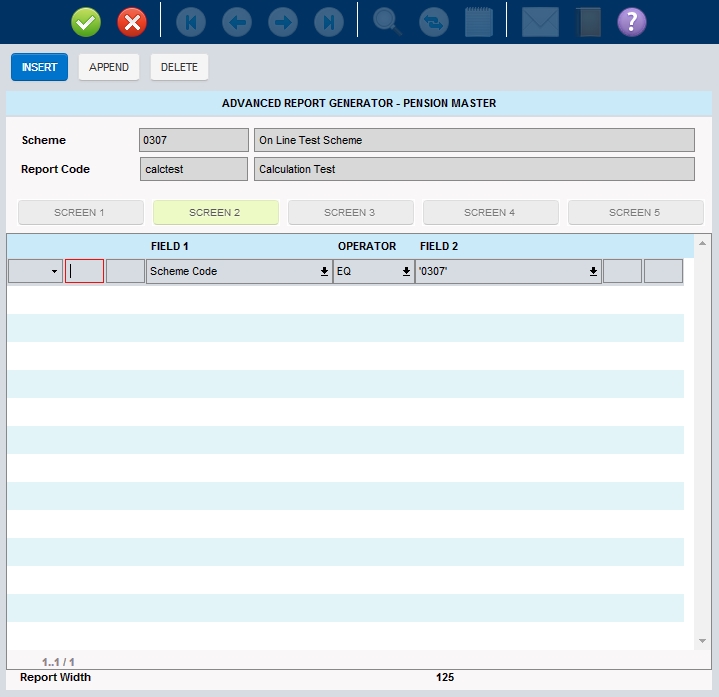 ?
INSERT APPEND DELETE
ADVANCED REPORT GENERATOR - PENSION MASTER
Scheme 0307 On Line Test Scheme
Report Code calctest Calculation Test
SCREEN 1 SCREEN 2 SCREEN 3 SCREEN 4 SCREEN 5
FIELD 1 OPERATOR FIELD 2
Scheme Code EQ '0307'
1..1 / 1
Report Width 125